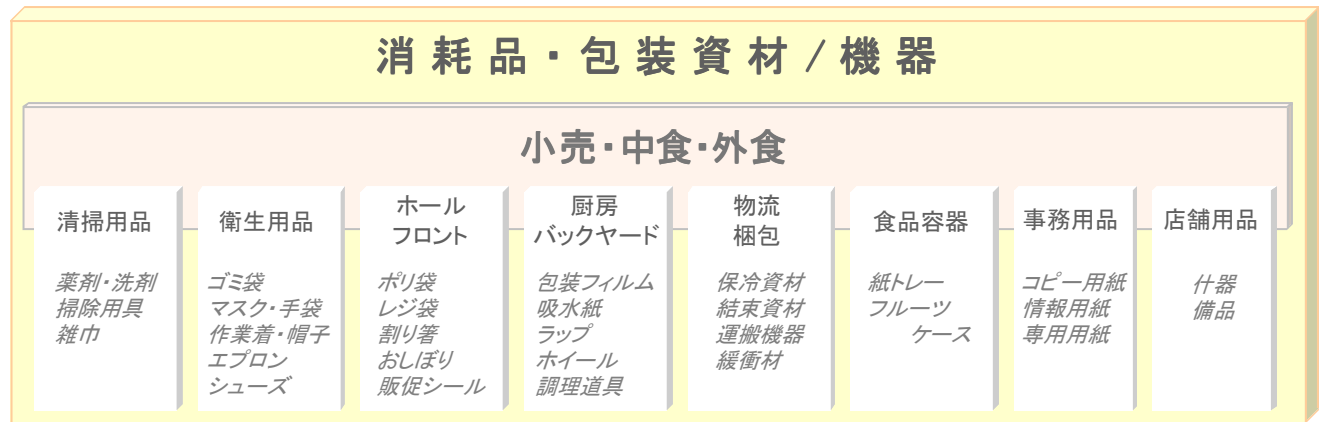 消耗品・包装資材/機器
小売・中食・外食
清掃用品
薬剤・洗剤
掃除用具
雑巾
衛生用品
ゴミ袋
マスク・手袋
作業着・帽子
エプロン
シューズ
ホール
フロント
ポリ袋
レジ袋
割り箸
おしぼり
販促シール
厨房
バックヤード
包装フィルム
吸水紙
ラップ
ホイール
調理道具
物流
梱包
保冷資材
結束資材
運搬機器
緩衝材
食品容器
紙トレー
フルーツ
ケース
事務用品
コピー用紙
情報用紙
専用用紙
店舗用品
什器
備品